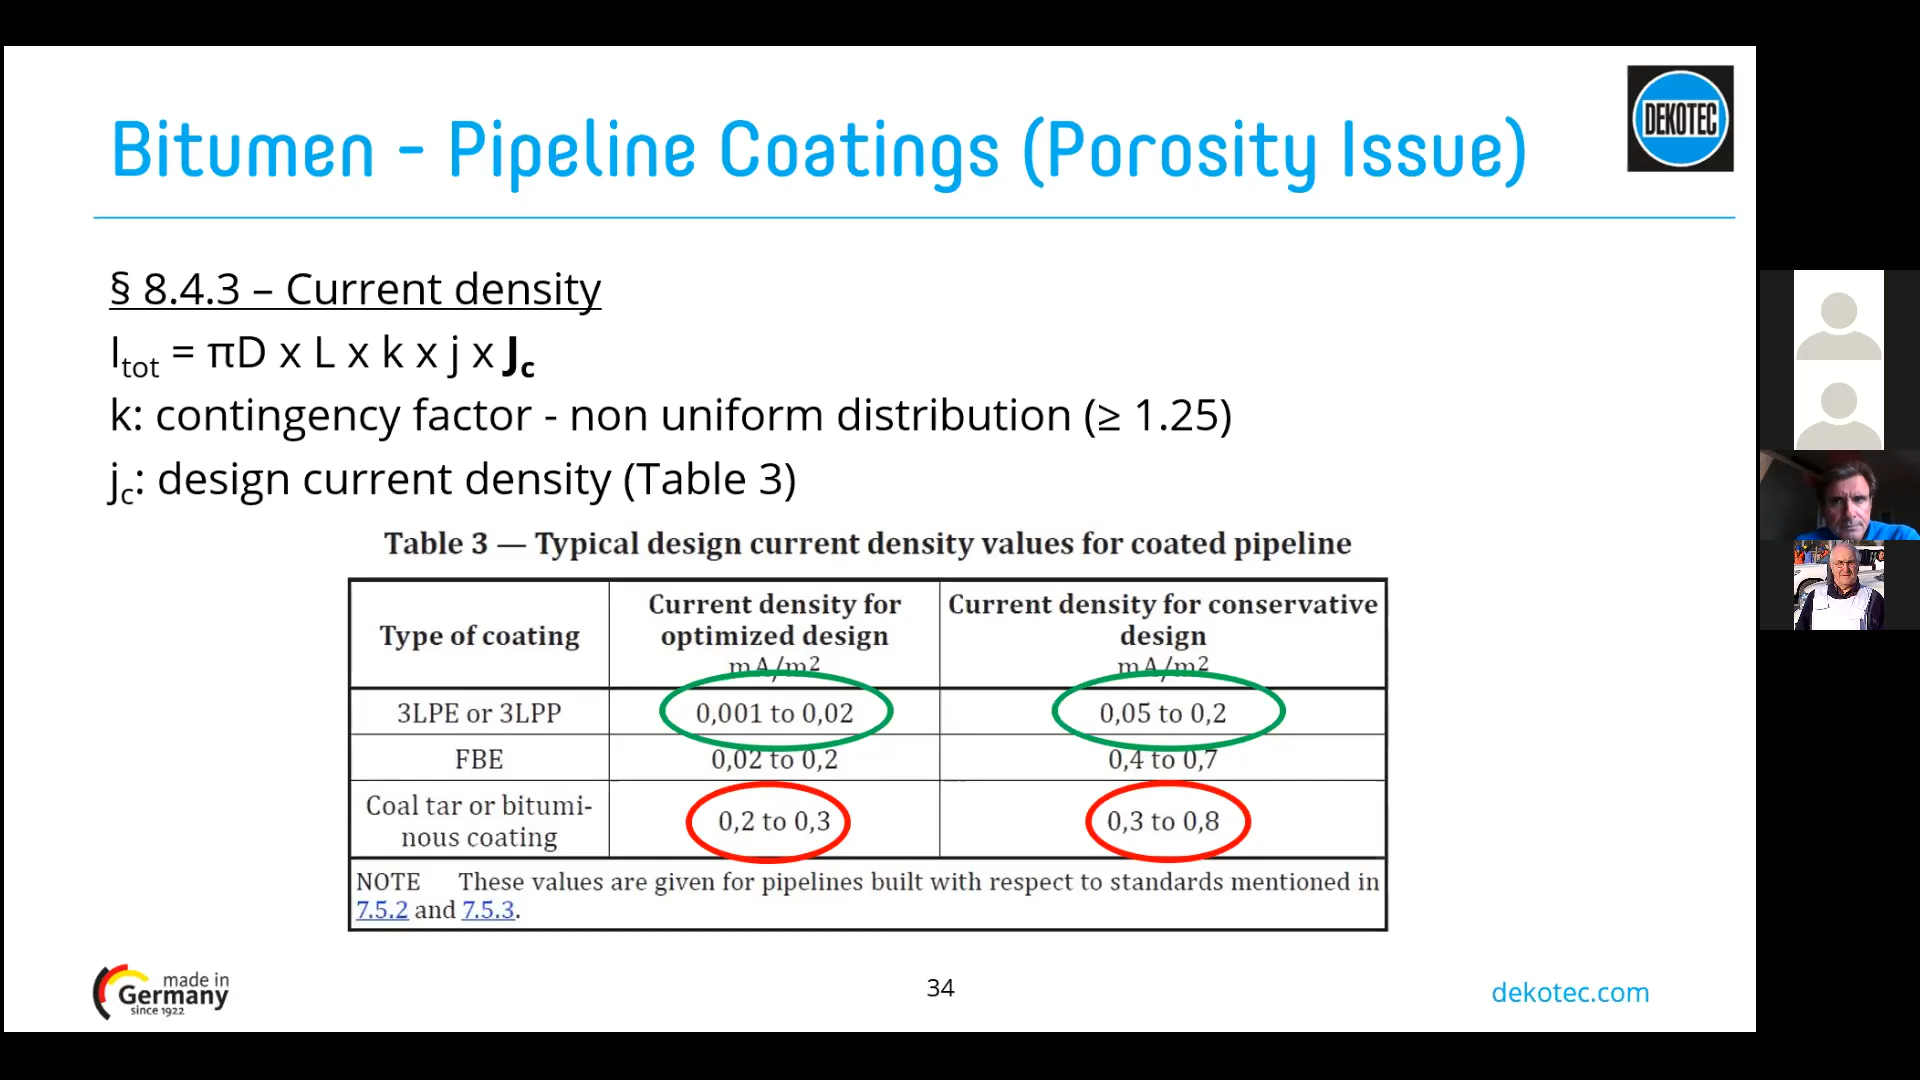 Bitumen - Pipeline Coatings (Porosity Issue)
DEKOTEC
§ 8.4.3 – Current density
Itot = πD x L x k x j x Jc
k: contingency factor - non uniform distribution (≥ 1.25)
jc: design current density (Table 3)
Table 3 — Typical design current density values for coated pipeline
Type of coating
Current density for optimized design
mA/m2
Current density for conservative design
mA/m2
3LPE or 3LPP
0,001 to 0,02
0,05 to 0,2
FBE
0,02 to 0,2
0,4 to 0,7
Coal tar or bitumi-
nous coating
0,2 to 0,3
0,3 to 0,8
NOTE These values are given for pipelines built with respect to standards mentioned in
7.5.2 and 7.5.3.
made in
Germany
since 1922
34
dekotec.com